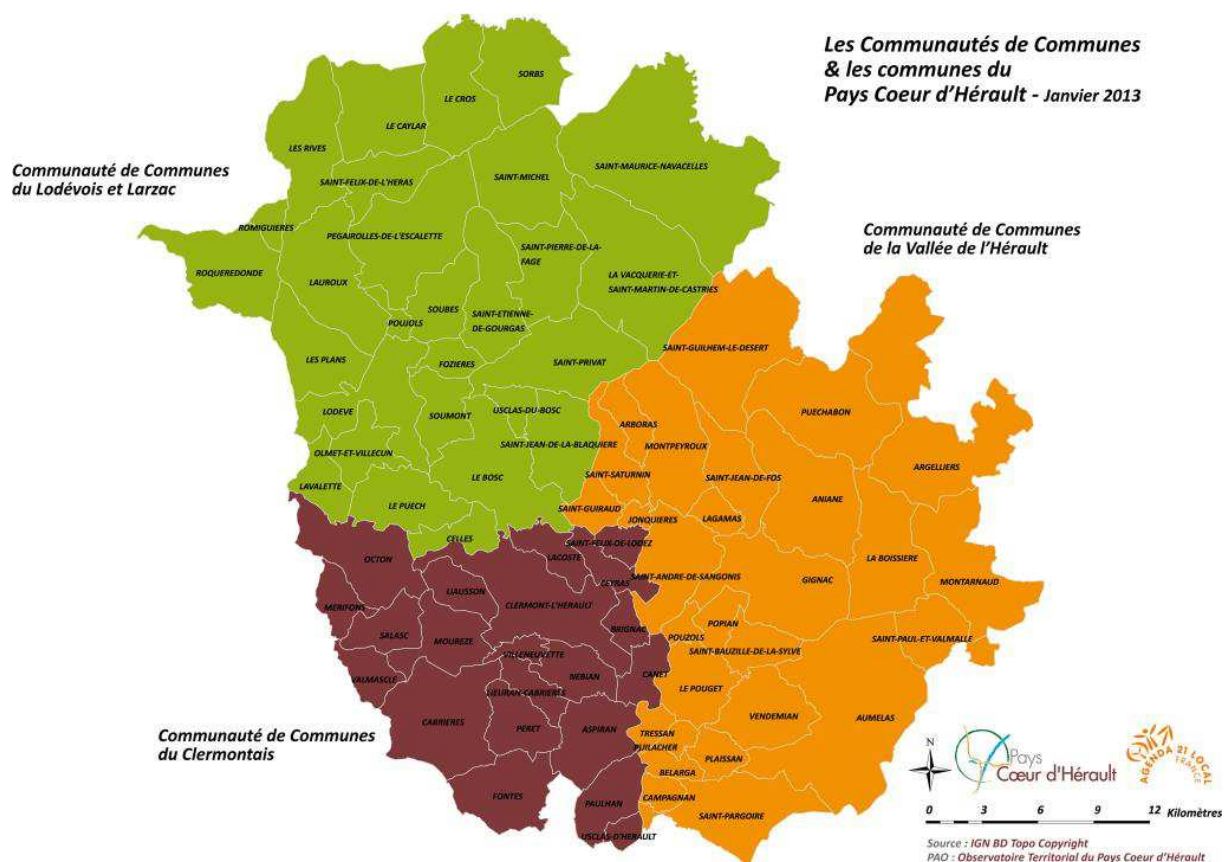 Les Communautés de Communes
& les communes du
Pays Coeur d'Hérault - Janvier 2013
Communauté de Communes
du Lodévois et Larzac
Communauté de Communes
de la Vallée de l'Hérault
Communauté de Communes
du Clermontais
SORBS
LE CROS
LE CAYLAR
LES RIVES
SAINT-MAURICE-NAVACELLES
SAINT-MICHEL
SAINT-FELIX-DE-L'HERAS
ROMIGUIERES
PEGAIROLLES-DE-L'ESCALETTE
SAINT-PIERRE-DE-LA-
FAGE
ROQUEREDONDE
LAUROUX
LA VACQUERIE-ET-
SAINT-MARTIN-DE-CASTRIES
SOUBES
POUJOLS
SAINT-ETIENNE-
DE-GOURGAS
LES PLANS
FOZIERES
SAINT-PRIVAT
LODEVE
SOUMONT
USCLAS-DU-BOSC
SAINT-JEAN-DE-LA-BLAQUIERE
OLMET-ET-VILLECUN
LE BOSC
LAVALETTE
LE PUECH
CELLES
SAINT-GUILHEM-LE-DESERT
PUECHABON
ARBORAS
MONTPEYROUX
ARGELLIERS
SAINT-SATURNIN
SAINT-JEAN-DE-FOS
ANIANE
SAINT-GUIRAUD
JONQUIERES
LAGAMAS
LA BOISSIERE
MONTARNAUD
SAINT-ANDRE-DE-SANGONIS
GIGNAC
POPIAN
POUZOLS
SAINT-BAUZILLE-DE-LA-SYLVE
SAINT-PAUL-ET-VALMALLE
LE POUGET
VENDEMIAN
AUMELAS
TRESSAN
PUILACHER
PLAISSAN
BELARGA
CAMPAGNAN
SAINT-PARGOIRE
SAINT-FELIX-DE-LODEZ
LACOSTE
OCTON
CEYRAS
LIAUSSON
CLERMONT-L'HERAULT
MERIFONS
BRIGNAC
SALASC
MOUREZE
VILLENEUVETTE
VALMASCLE
NEBIAN
CANET
LIEURAN-CABRIERES
CABRIERES
PERET
ASPIRAN
FONTES
PAULHAN
USCLAS-D'HERAULT
N
Pays
Cœur d'Hérault
AGENDA 21 LOCAL
FRANCE
0 3 6 9 12 Kilomètres
Source : IGN BD Topo Copyright
PAO : Observatoire Territorial du Pays Coeur d'Hérault